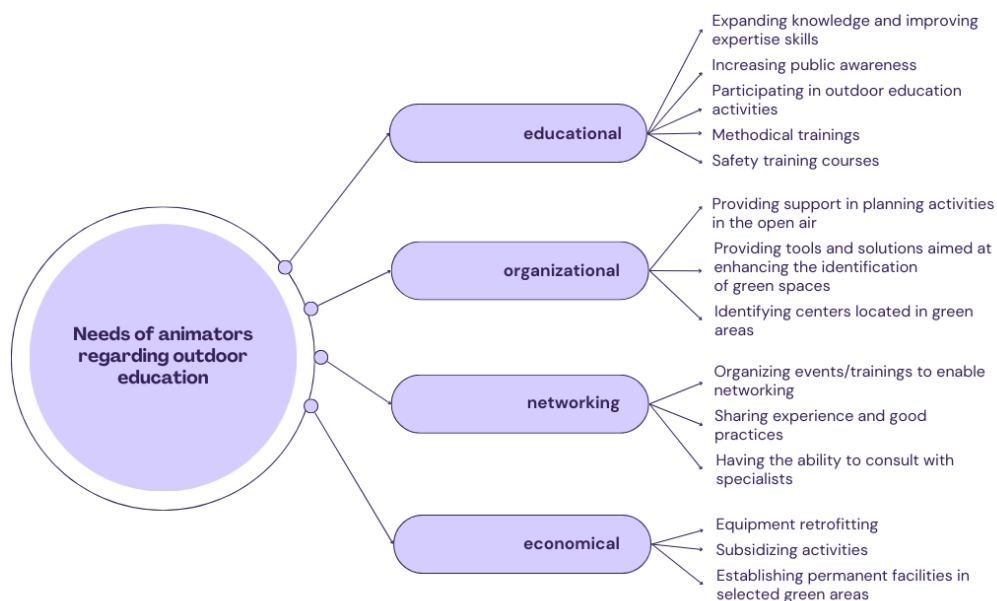 Needs of animators
regarding outdoor
education
educational
Expanding knowledge and improving
expertise skills
Increasing public awareness
Participating in outdoor education
activities
Methodical trainings
Safety training courses
organizational
Providing support in planning activities
in the open air
Providing tools and solutions aimed at
enhancing the identification
of green spaces
Identifying centers located in green
areas
networking
Organizing events/trainings to enable
networking
Sharing experience and good
practices
Having the ability to consult with
specialists
economical
Equipment retrofitting
Subsidizing activities
Establishing permanent facilities in
selected green areas